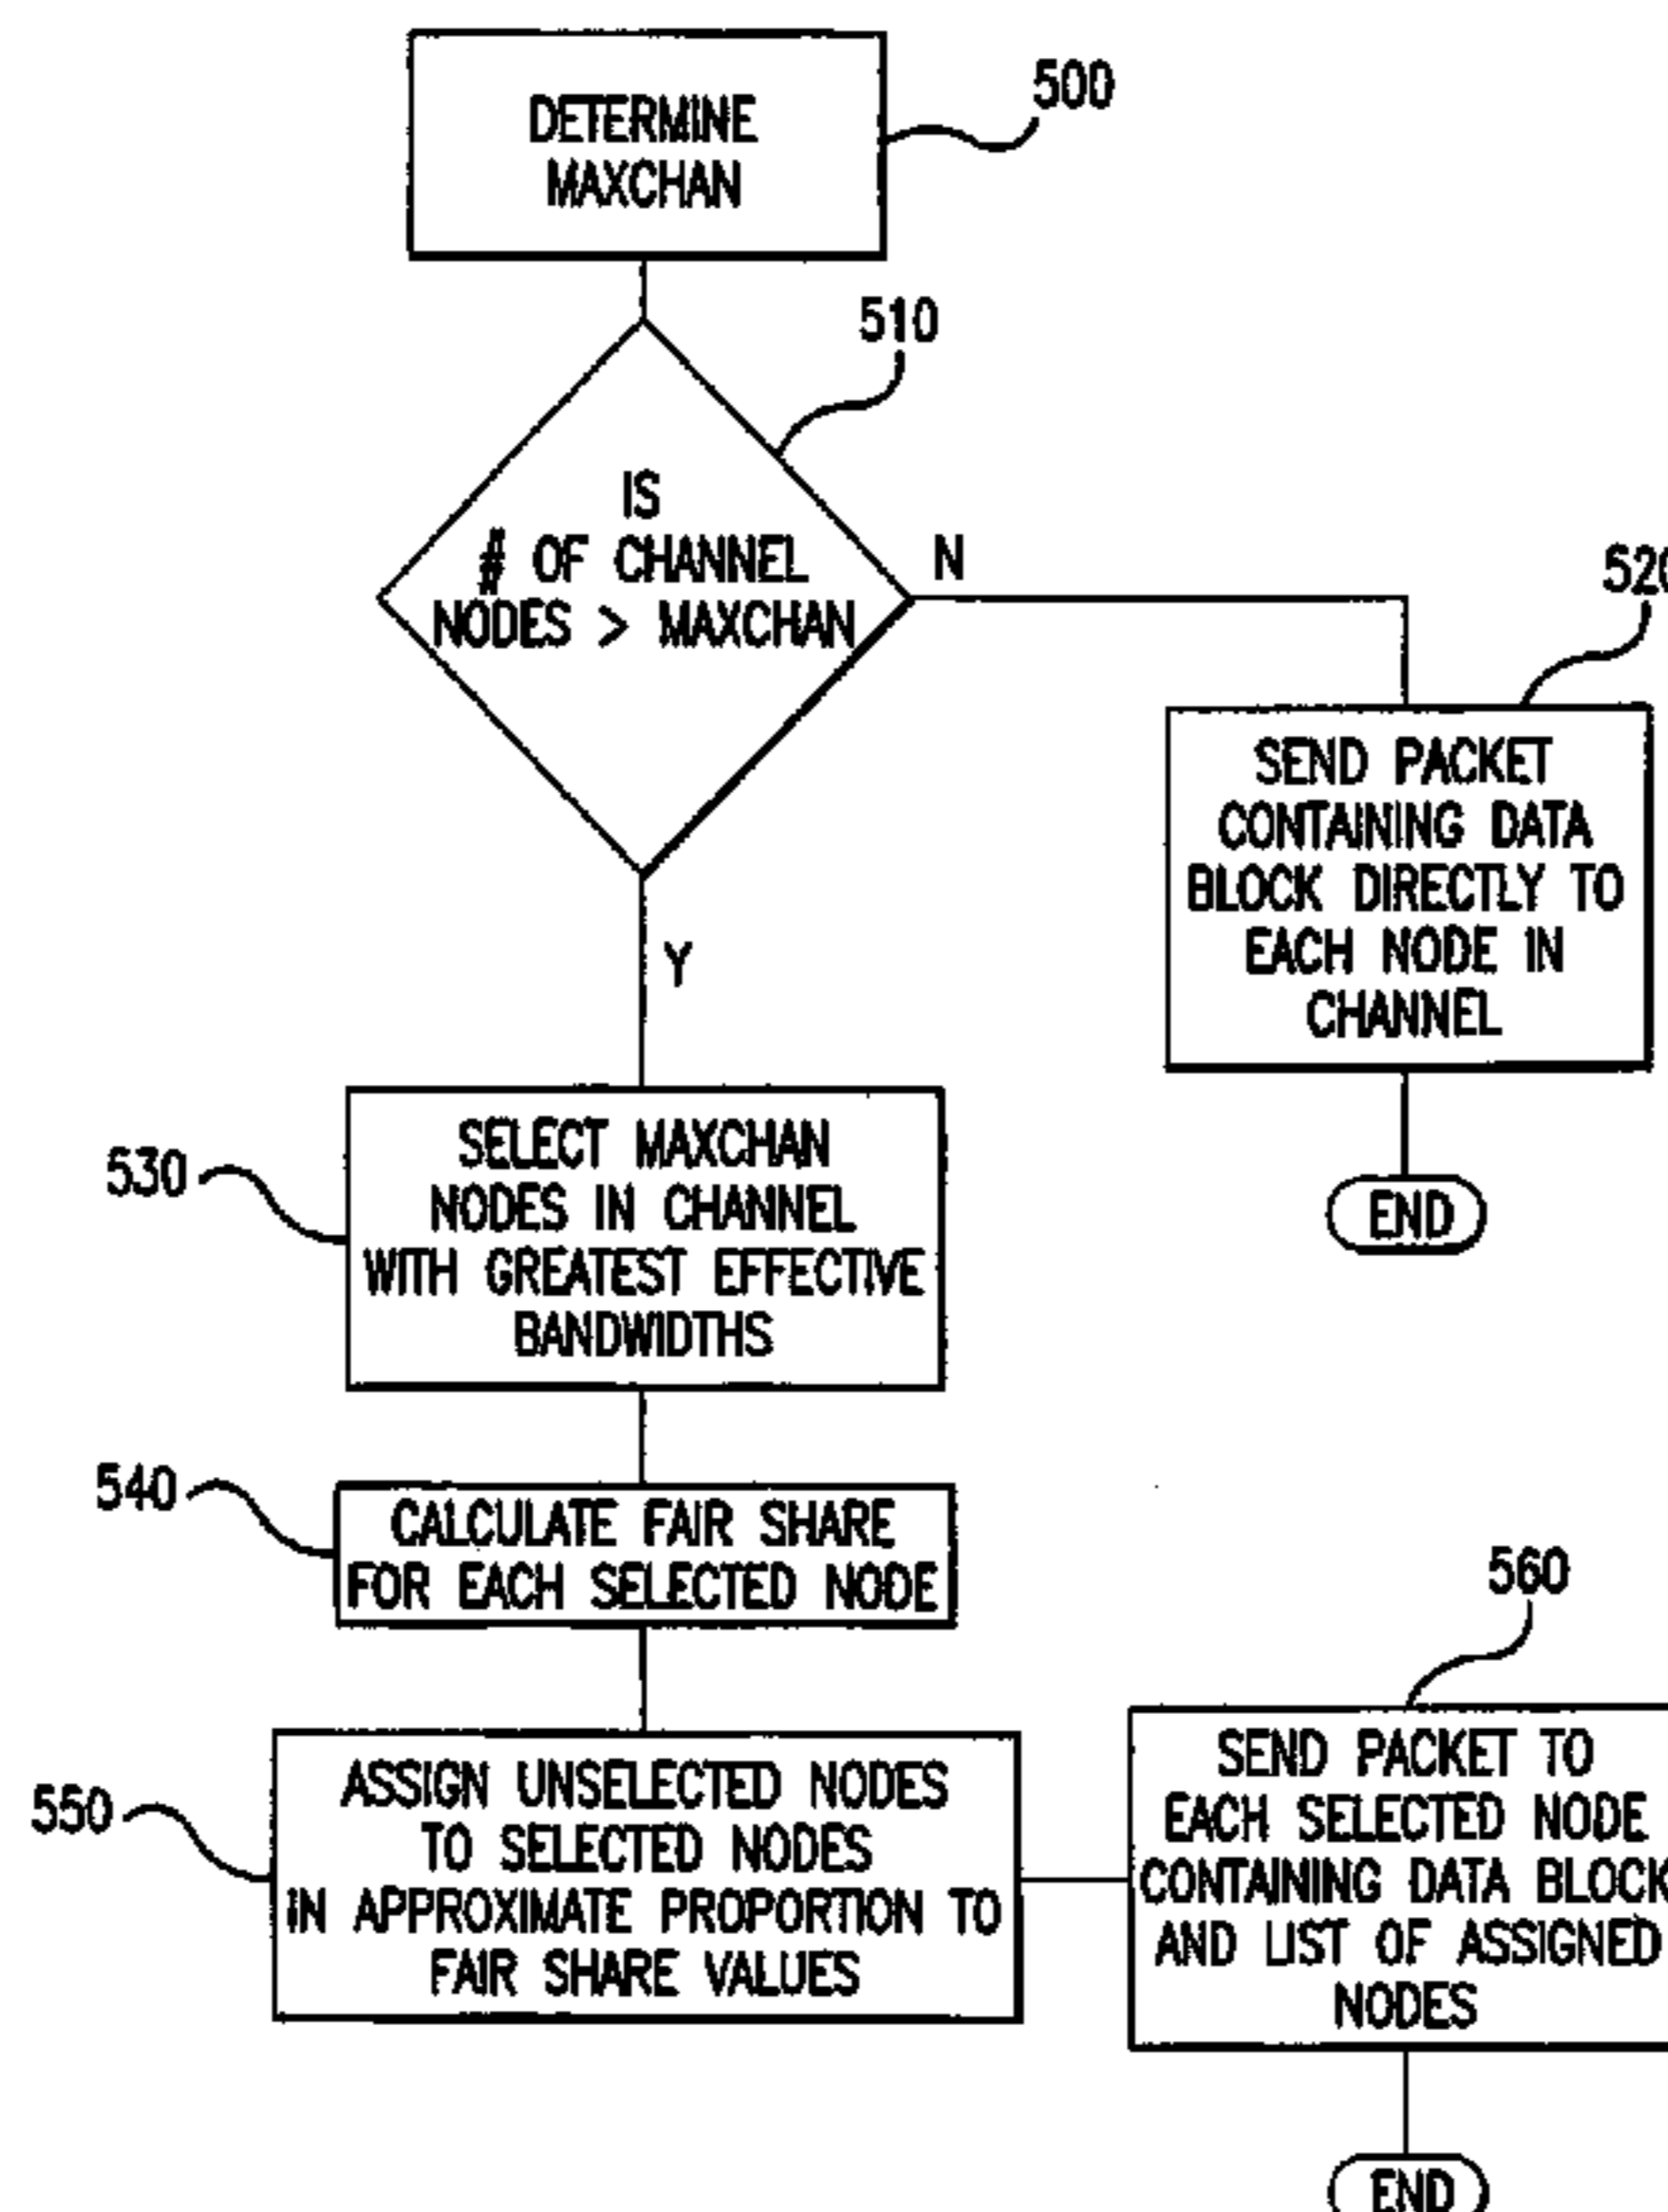 DETERMINE
MAXCHAN
500
510
IS
# OF CHANNEL
NODES > MAXCHAN
N
520
SEND PACKET
CONTAINING DATA
BLOCK DIRECTLY TO
EACH NODE IN
CHANNEL
END
Y
530
SELECT MAXCHAN
NODES IN CHANNEL
WITH GREATEST EFFECTIVE
BANDWIDTHS
540
CALCULATE FAIR SHARE
FOR EACH SELECTED NODE
550
ASSIGN UNSELECTED NODES
TO SELECTED NODES
IN APPROXIMATE PROPORTION TO
FAIR SHARE VALUES
560
SEND PACKET TO
EACH SELECTED NODE
CONTAINING DATA BLOCK
AND LIST OF ASSIGNED
NODES
END